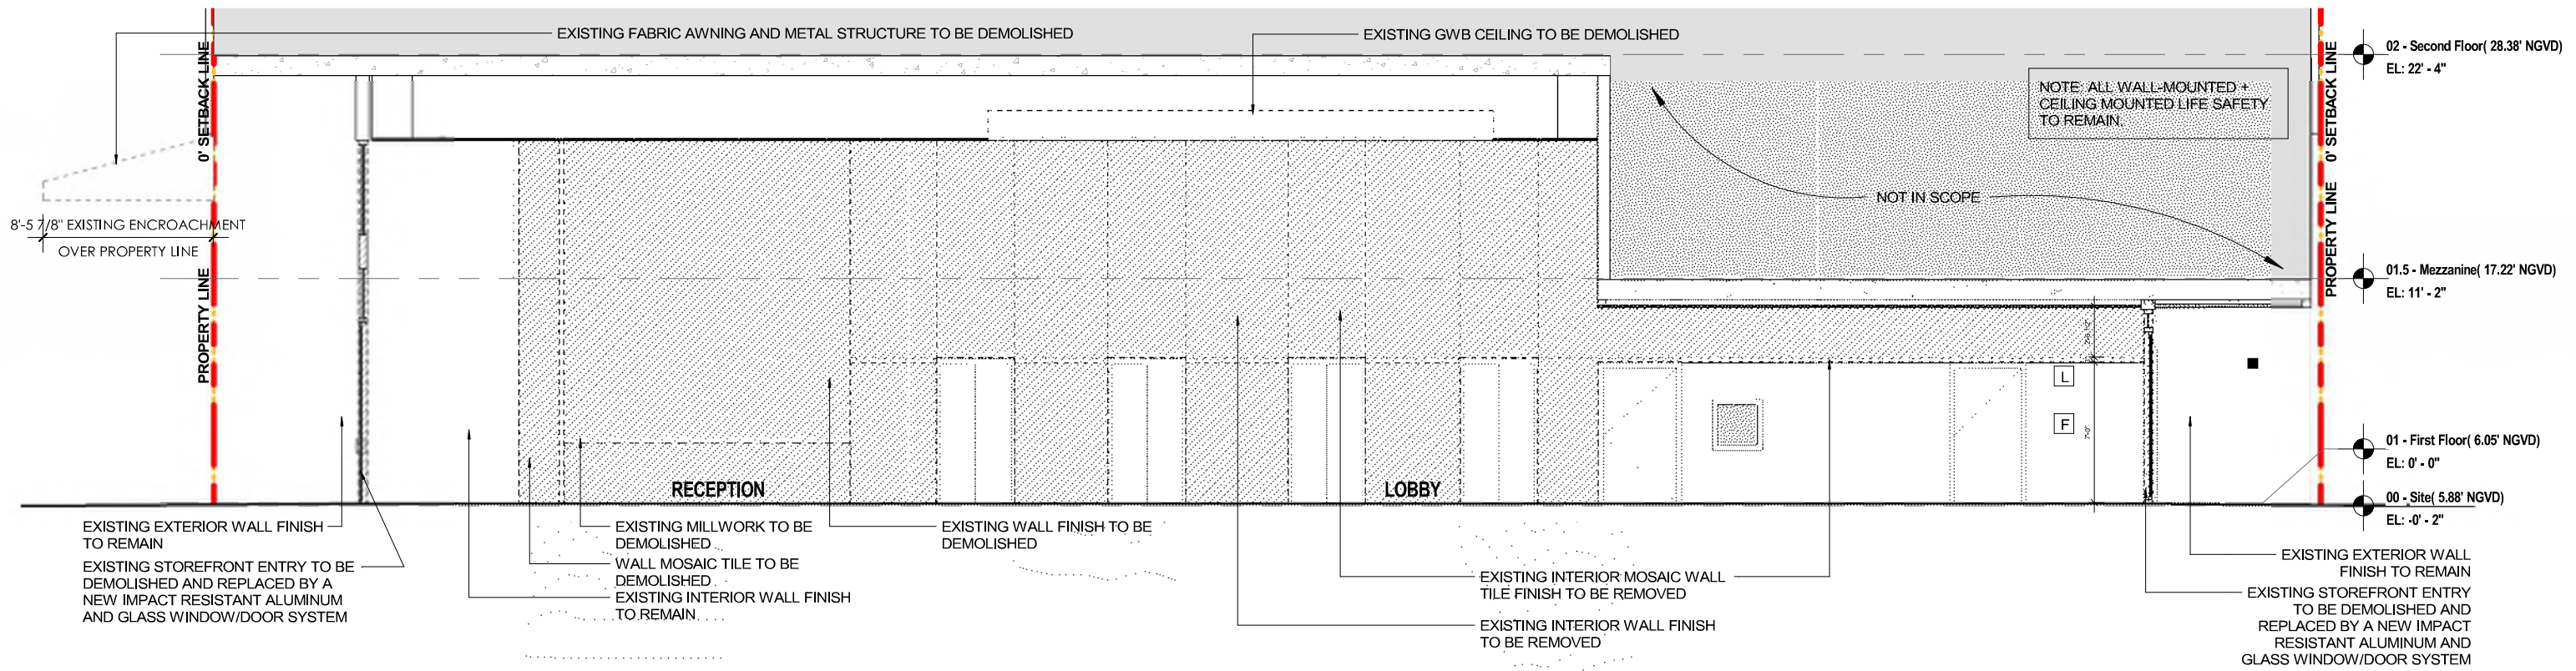 EXISTING FABRIC AWNING AND METAL STRUCTURE TO BE DEMOLISHED
EXISTING GWB CEILING TO BE DEMOLISHED
0' SETBACK LINE
PROPERTY LINE
8'-5 7/8" EXISTING ENCROACHMENT
OVER PROPERTY LINE
NOTE: ALL WALL-MOUNTED +
CEILING MOUNTED LIFE SAFETY
TO REMAIN.
NOT IN SCOPE
0' SETBACK LINE
PROPERTY LINE
02 - Second Floor( 28.38' NGVD)
EL: 22' - 4"
01.5 - Mezzanine( 17.22' NGVD)
EL: 11' - 2"
01 - First Floor( 6.05' NGVD)
EL: 0' - 0"
00 - Site( 5.88' NGVD)
EL: -0' - 2"
L
F
7'-0"
RECEPTION
LOBBY
EXISTING EXTERIOR WALL FINISH
TO REMAIN
EXISTING STOREFRONT ENTRY TO BE
DEMOLISHED AND REPLACED BY A
NEW IMPACT RESISTANT ALUMINUM
AND GLASS WINDOW/DOOR SYSTEM
EXISTING MILLWORK TO BE
DEMOLISHED
WALL MOSAIC TILE TO BE
DEMOLISHED
EXISTING INTERIOR WALL FINISH
TO REMAIN
EXISTING WALL FINISH TO BE
DEMOLISHED
EXISTING INTERIOR MOSAIC WALL
TILE FINISH TO BE REMOVED
EXISTING INTERIOR WALL FINISH
TO BE REMOVED
EXISTING EXTERIOR WALL
FINISH TO REMAIN
EXISTING STOREFRONT ENTRY
TO BE DEMOLISHED AND
REPLACED BY A NEW IMPACT
RESISTANT ALUMINUM AND
GLASS WINDOW/DOOR SYSTEM